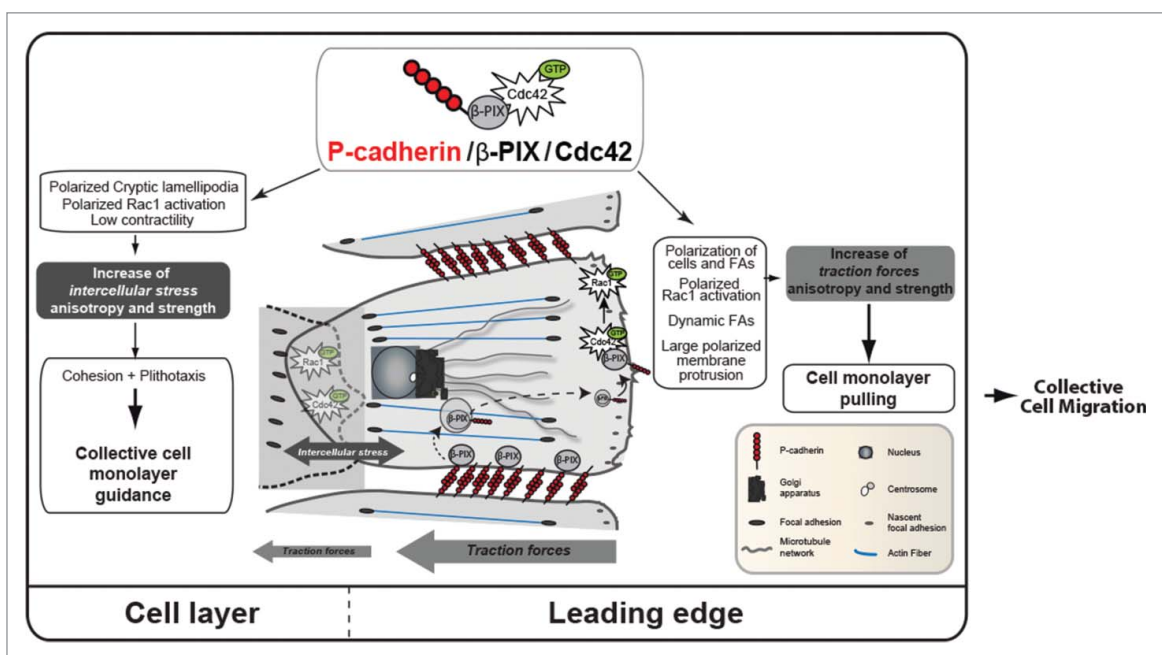 GTP
Cdc42
β-PIX
P-cadherin/β-PIX/Cdc42
Polarized Cryptic lamellipodia
Polarized Rac1 activation
Low contractility
Increase of
intercellular stress
anisotropy and strength
Cohesion + Plithotaxis
Collective cell
monolayer
guidance
Rac1
GTP
Cdc42
GTP
Intercellular stress
GTP
Rac1
GTP
Cdc42
β-PIX
β-PIX
β-PIX
β-PIX
β-PIX
β-PIX
Traction forces
Traction forces
Polarization of
cells and FAs
Polarized
Rac1 activation
Dynamic FAs
Large polarized
membrane
protrusion
Increase of
traction forces
anisotropy and strength
Cell monolayer
pulling
Collective
Cell Migration
P-cadherin
Nucleus
Golgi
apparatus
Centrosome
Focal adhesion
Nascent
focal adhesion
Microtubule
network
Actin Fiber
Cell layer
Leading edge